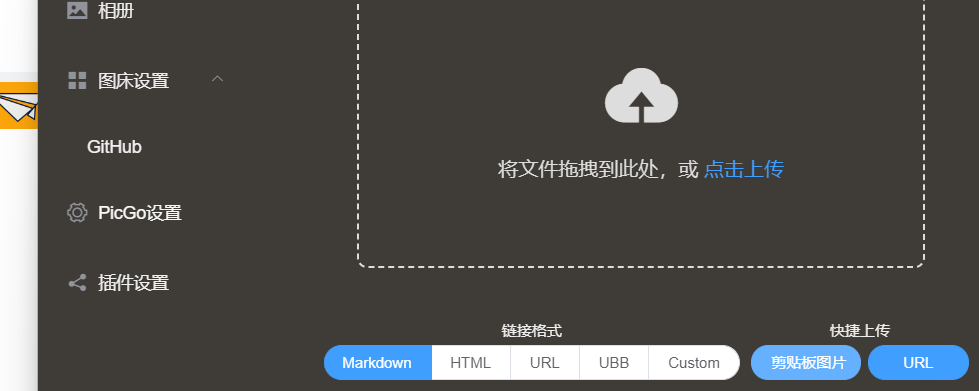 相册
图床设置
GitHub
PicGo设置
插件设置
将文件拖拽到此处，或 点击上传
链接格式
快捷上传
Markdown HTML URL UBB Custom
剪贴板图片 URL